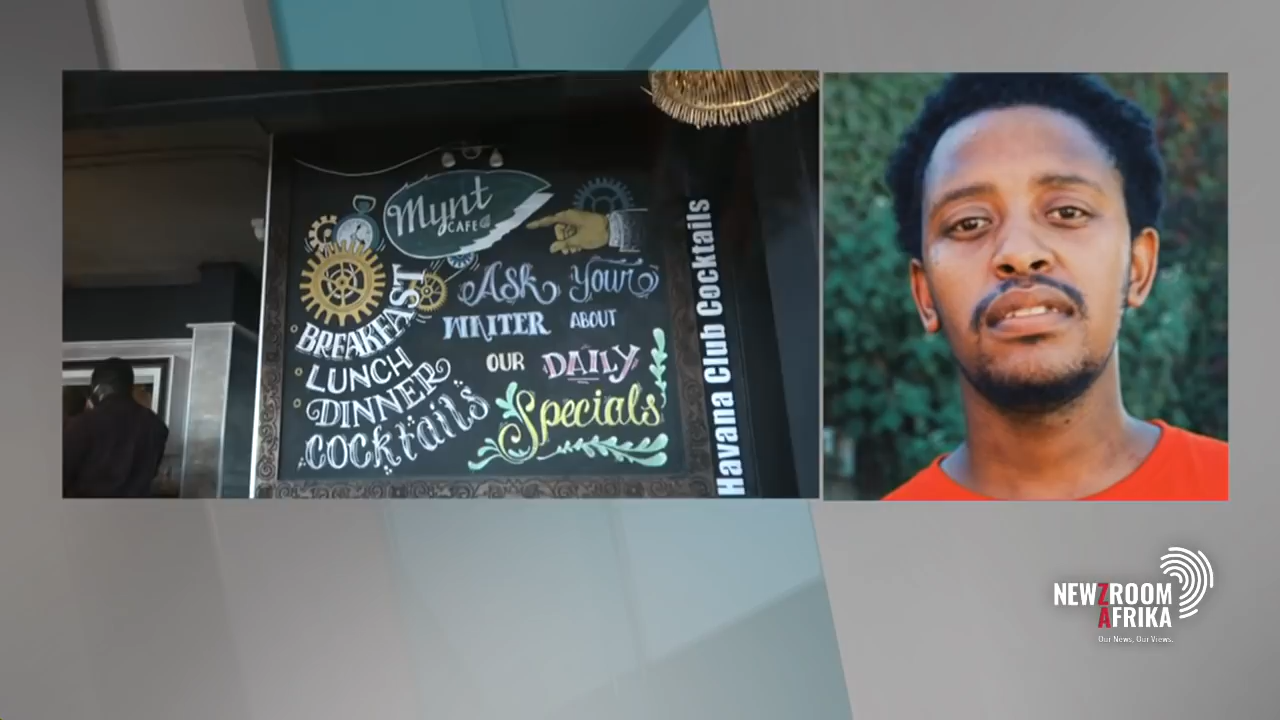 Mynt
CAFE
BREAKFAST
LUNCH
DINNER
COCKtAilS
Ask Your
WAITER ABOUT
OUR DAILY
Specials
Havana Club Cocktails
NEWZROOM
AFRIKA
Our News, Our Views.